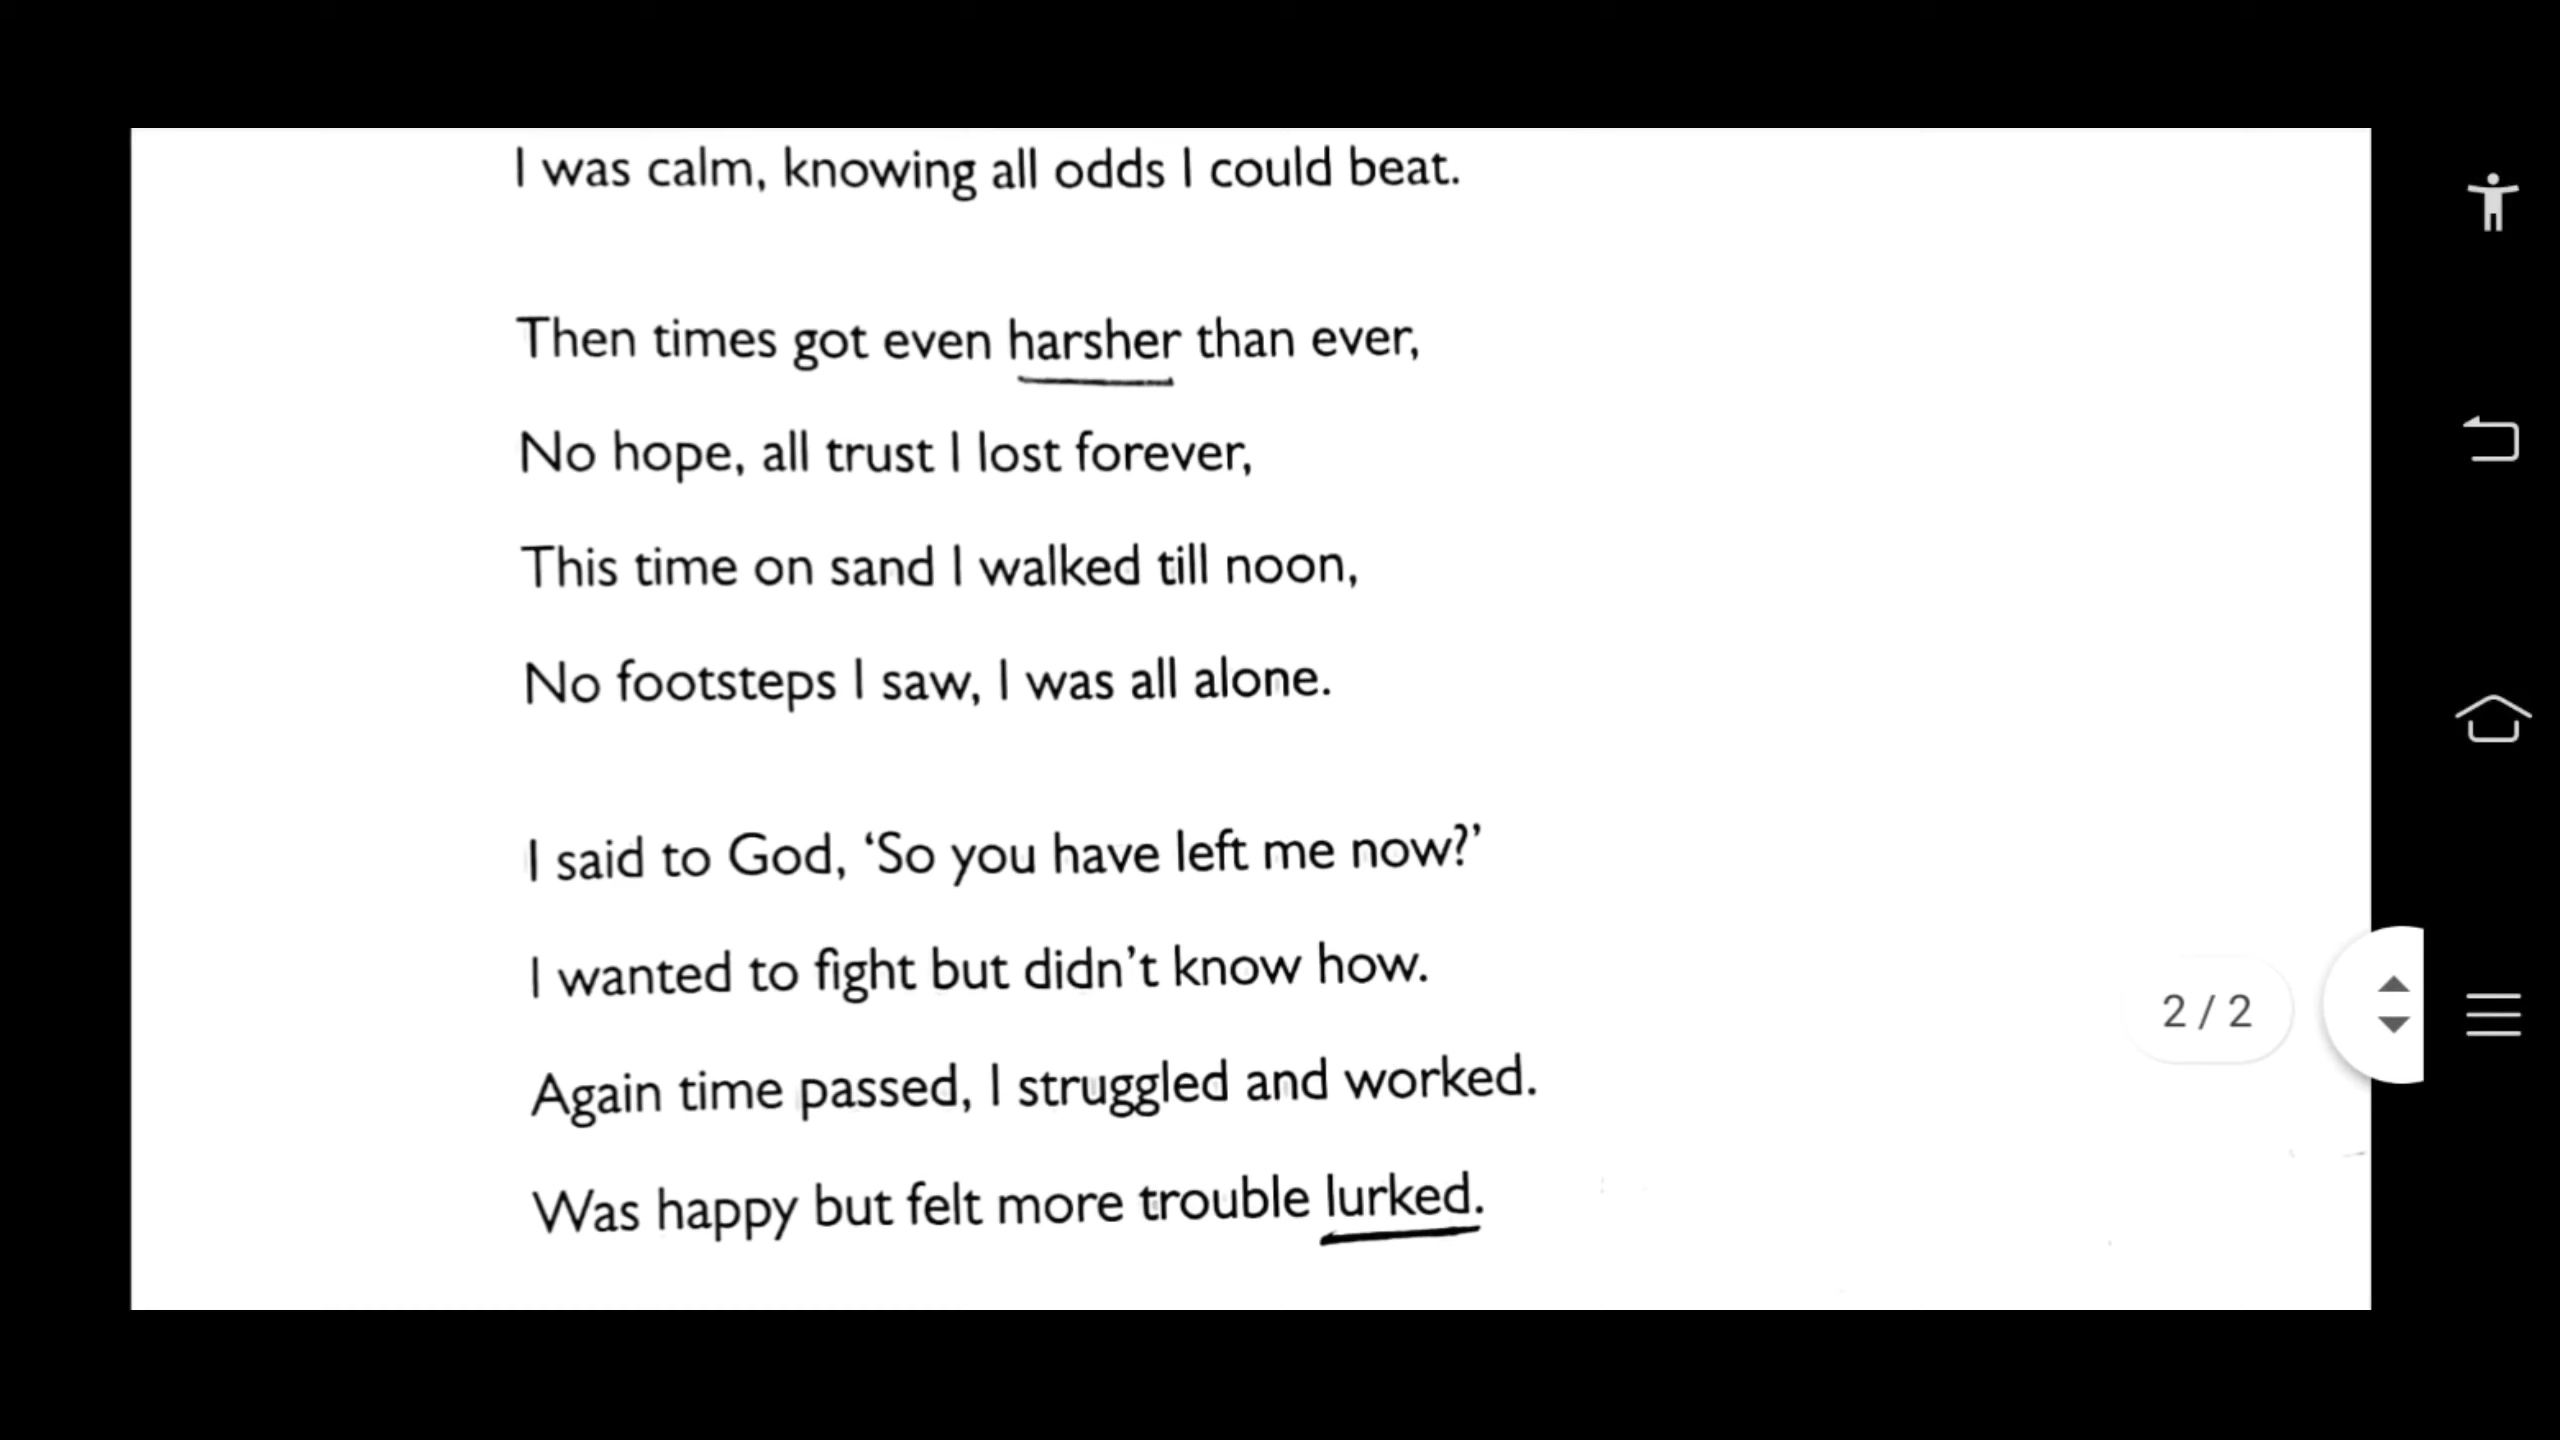 I was calm, knowing all odds I could beat.
Then times got even harsher than ever,
No hope, all trust I lost forever,
This time on sand I walked till noon,
No footsteps I saw, I was all alone.
I said to God, ‘So you have left me now?’
I wanted to fight but didn’t know how.
Again time passed, I struggled and worked.
Was happy but felt more trouble lurked.
2 / 2